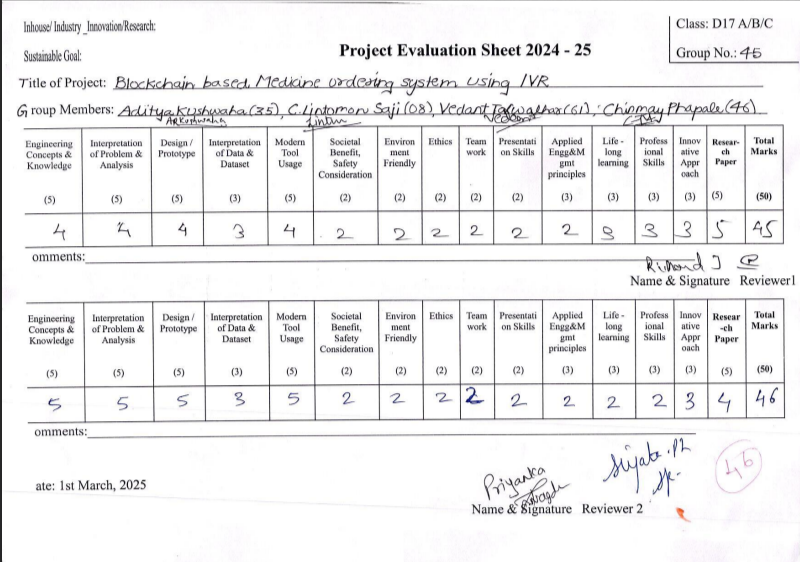 Inhouse/ Industry _Innovation/Research:
Class: D17 A/B/C
Sustainable Goal:
Project Evaluation Sheet 2024 - 25
Group No.: 45
Title of Project: Blockchain based Medicine ordering system using IVR
Group Members: Aditya Kushwaha (35), C. Lintomon Saji (08), Vedant Talwalkar (61), Chinmay Phapale (46)
Engineering Concepts & Knowledge (5) Interpretation of Problem & Analysis (5) Design / Prototype (5) Interpretation of Data & Dataset (3) Modern Tool Usage (5) Societal Benefit, Safety Consideration (2) Environ ment Friendly (2) Ethics (2) Team work (2) Presentati on Skills (2) Applied Engg&M gmt principles (3) Life - long learning (3) Profess ional Skills (3) Innov ative Appr oach (3) Resear- ch Paper (5) Total Marks (50)
4 4 4 3 4 2 2 2 2 2 2 3 3 3 5 45
omments:
Name & Signature Reviewer1
Engineering Concepts & Knowledge (5) Interpretation of Problem & Analysis (5) Design / Prototype (5) Interpretation of Data & Dataset (3) Modern Tool Usage (5) Societal Benefit, Safety Consideration (2) Environ ment Friendly (2) Ethics (2) Team work (2) Presentati on Skills (2) Applied Engg&M gmt principles (3) Life - long learning (3) Profess ional Skills (3) Innov ative Appr oach (3) Resear -ch Paper (5) Total Marks (50)
5 5 5 3 5 2 2 2 2 2 2 2 2 3 4 46
omments:
46
Priyanka
ate: 1st March, 2025
Name & Signature Reviewer 2